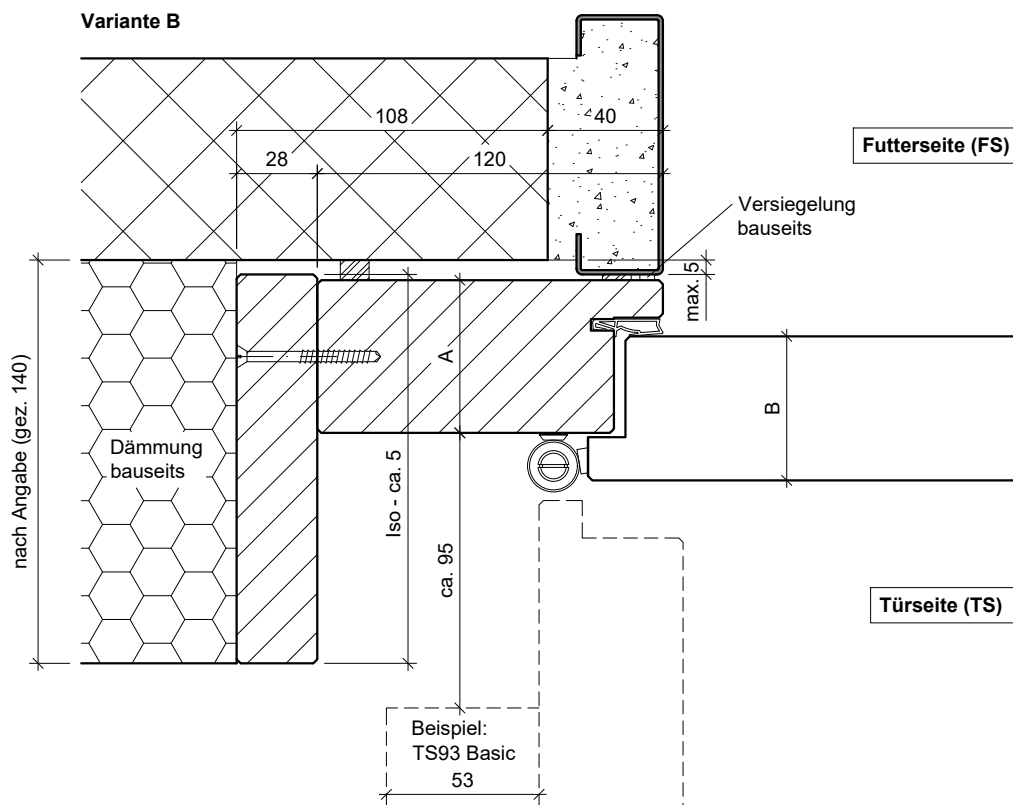 Variante B
108
40
28
120
Futterseite (FS)
Versiegelung
bauseits
max. 5
nach Angabe (gez. 140)
Dämmung
bauseits
A
B
Iso - ca. 5
ca. 95
Türseite (TS)
Beispiel:
TS93 Basic
53